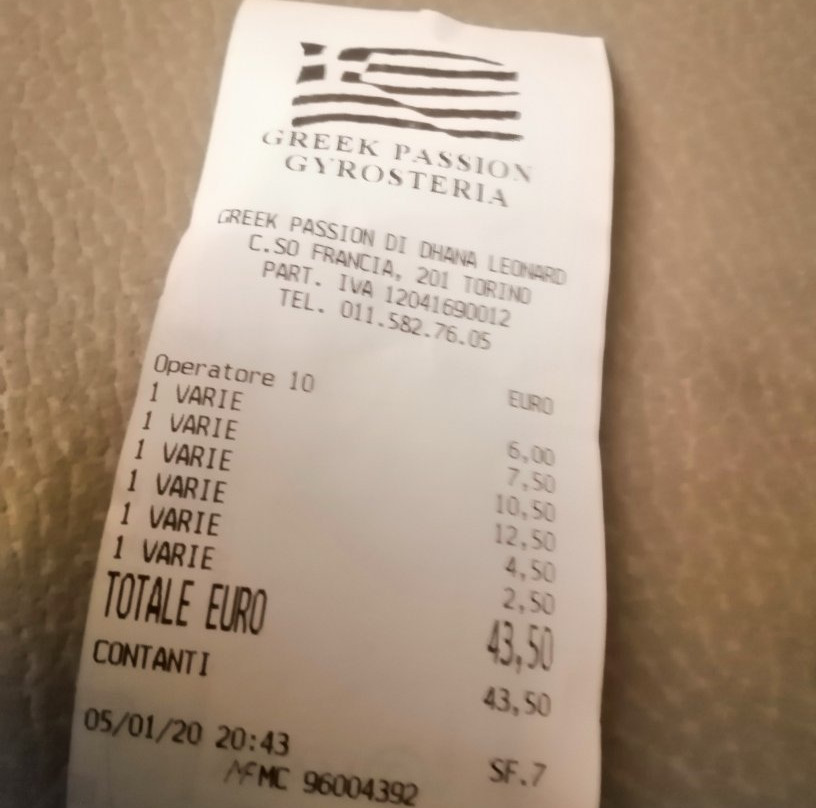 GREEK PASSION
GYROSTERIA
GREEK PASSION DI DHANA LEONARD
C.SO FRANCIA, 201 TORINO
PART. IVA 12041690012
TEL. 011.582.76.05
Operatore 10 EURO
1 VARIE 6,00
1 VARIE 7,50
1 VARIE 10,50
1 VARIE 12,50
1 VARIE 4,50
1 VARIE 2,50
TOTALE EURO 43,50
CONTANTI 43,50
05/01/20 20:43 SF.7
MFMC 96004392